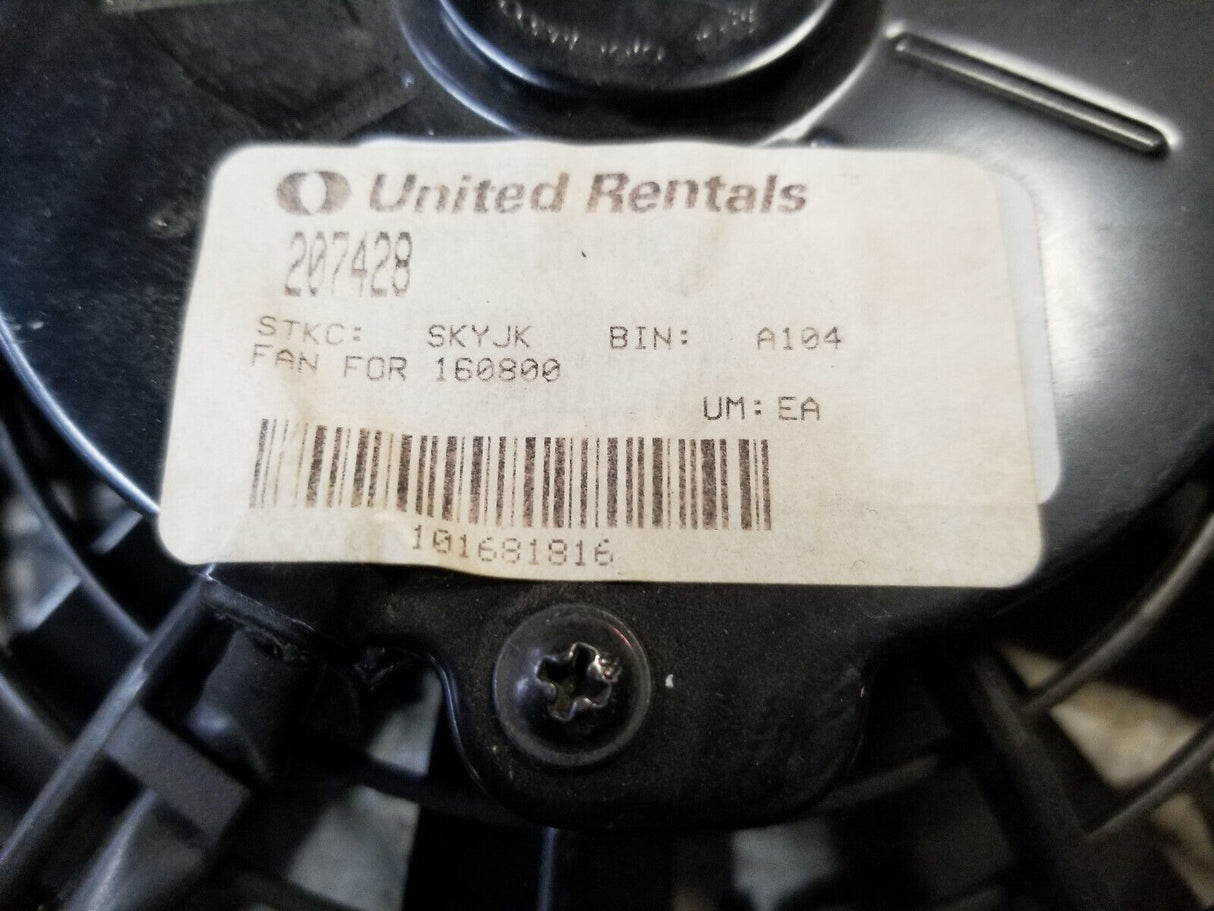 United Rentals
207428
STKC: SKYJK BIN: A104
FAN FOR 160800
UM: EA
101681816